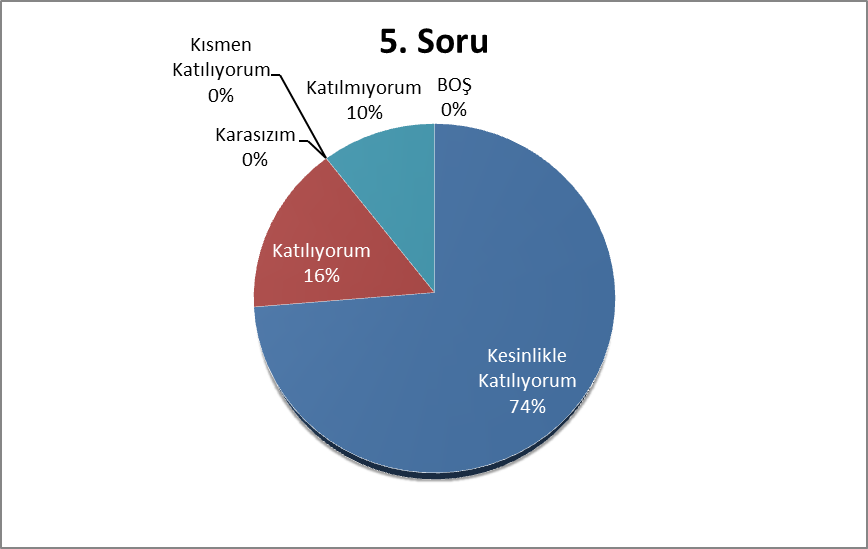 5. Soru
Kısmen
Katılıyorum
0%
Katılmıyorum
10%
BOŞ
0%
Karasızım
0%
Katılıyorum
16%
Kesinlikle
Katılıyorum
74%